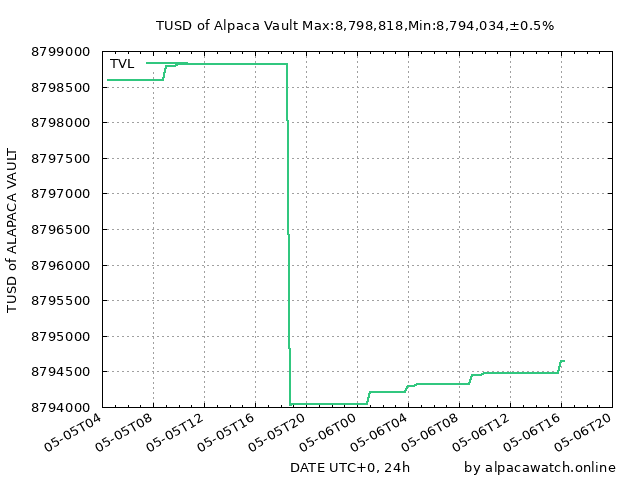 TUSD of Alpaca Vault Max:8,798,818,Min:8,794,034,±0.5%
TUSD of ALAPACA VAULT
TVL
8799000
8798500
8798000
8797500
8797000
8796500
8796000
8795500
8795000
8794500
8794000
05-05T04
05-05T08
05-05T12
05-05T16
05-05T20
05-06T00
05-06T04
05-06T08
05-06T12
05-06T16
05-06T20
DATE UTC+0, 24h
by alpacawatch.online